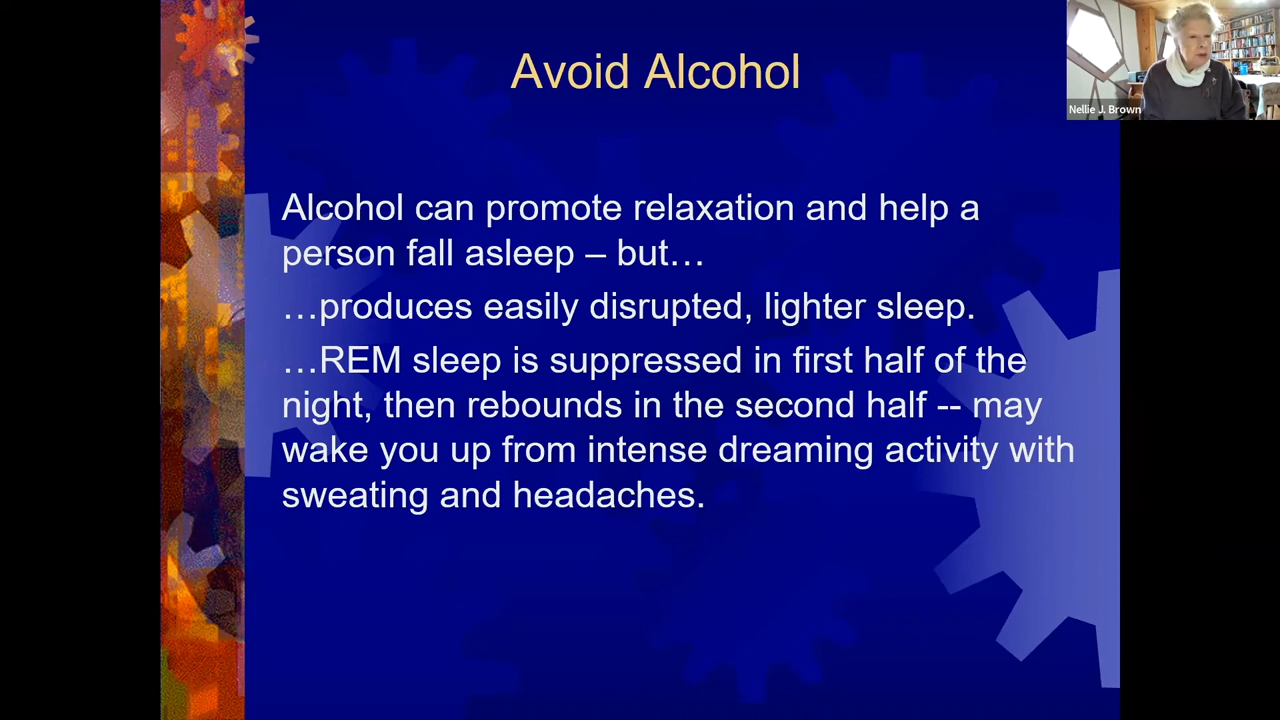 Avoid Alcohol
Nellie J. Brown
Alcohol can promote relaxation and help a
person fall asleep – but…
…produces easily disrupted, lighter sleep.
…REM sleep is suppressed in first half of the
night, then rebounds in the second half -- may
wake you up from intense dreaming activity with
sweating and headaches.